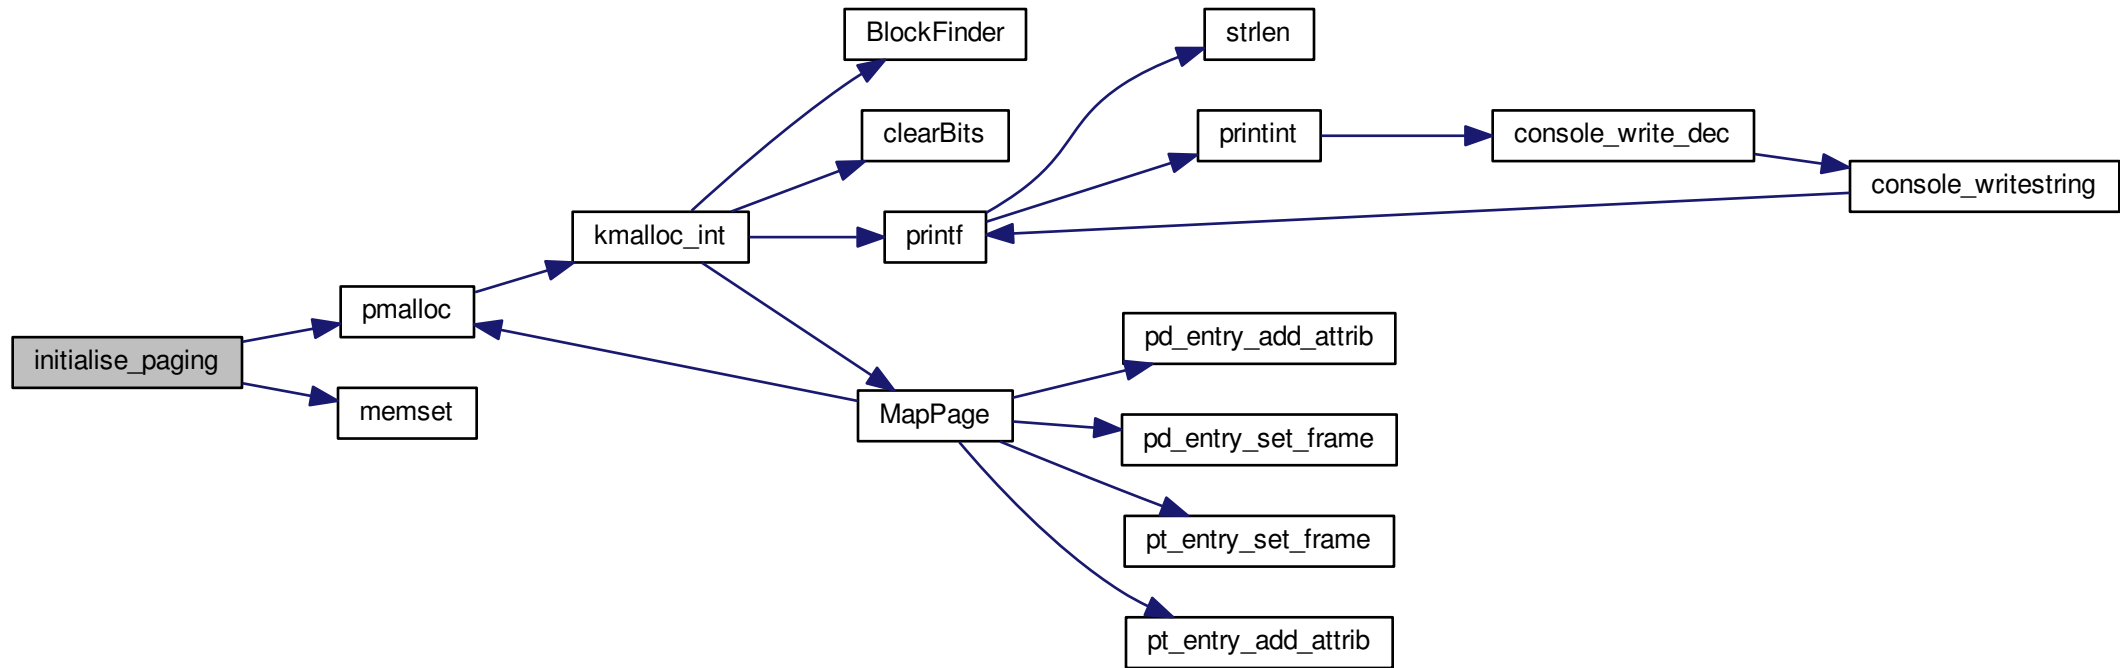 BlockFinder
strlen
clearBits
printint
console_write_dec
console_writestring
kmalloc_int
printf
pmalloc
initialise_paging
pd_entry_add_attrib
memset
MapPage
pd_entry_set_frame
pt_entry_set_frame
pt_entry_add_attrib